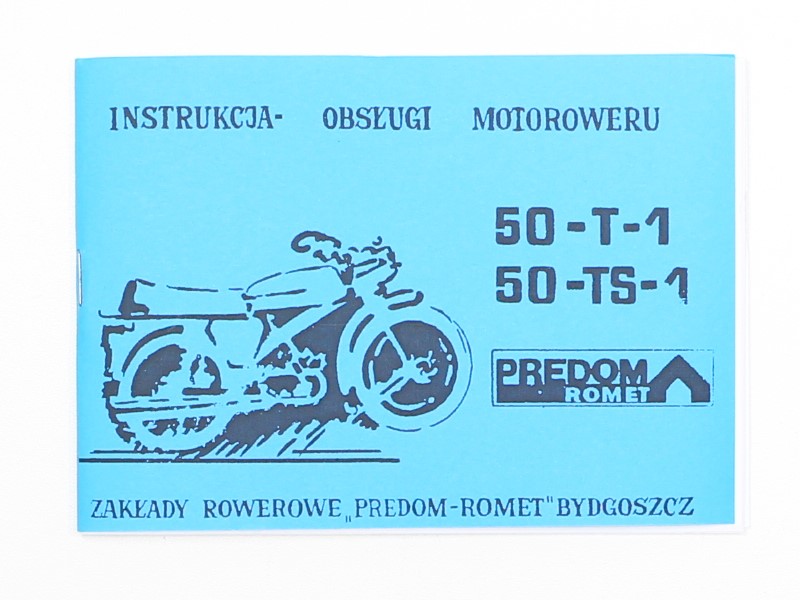 INSTRUKCJA- OBSŁUGI MOTOROWERU
50-T-1
50-TS-1
PREDOM
ROMET
ZAKŁADY ROWEROWE „PREDOM-ROMET" BYDGOSZCZ